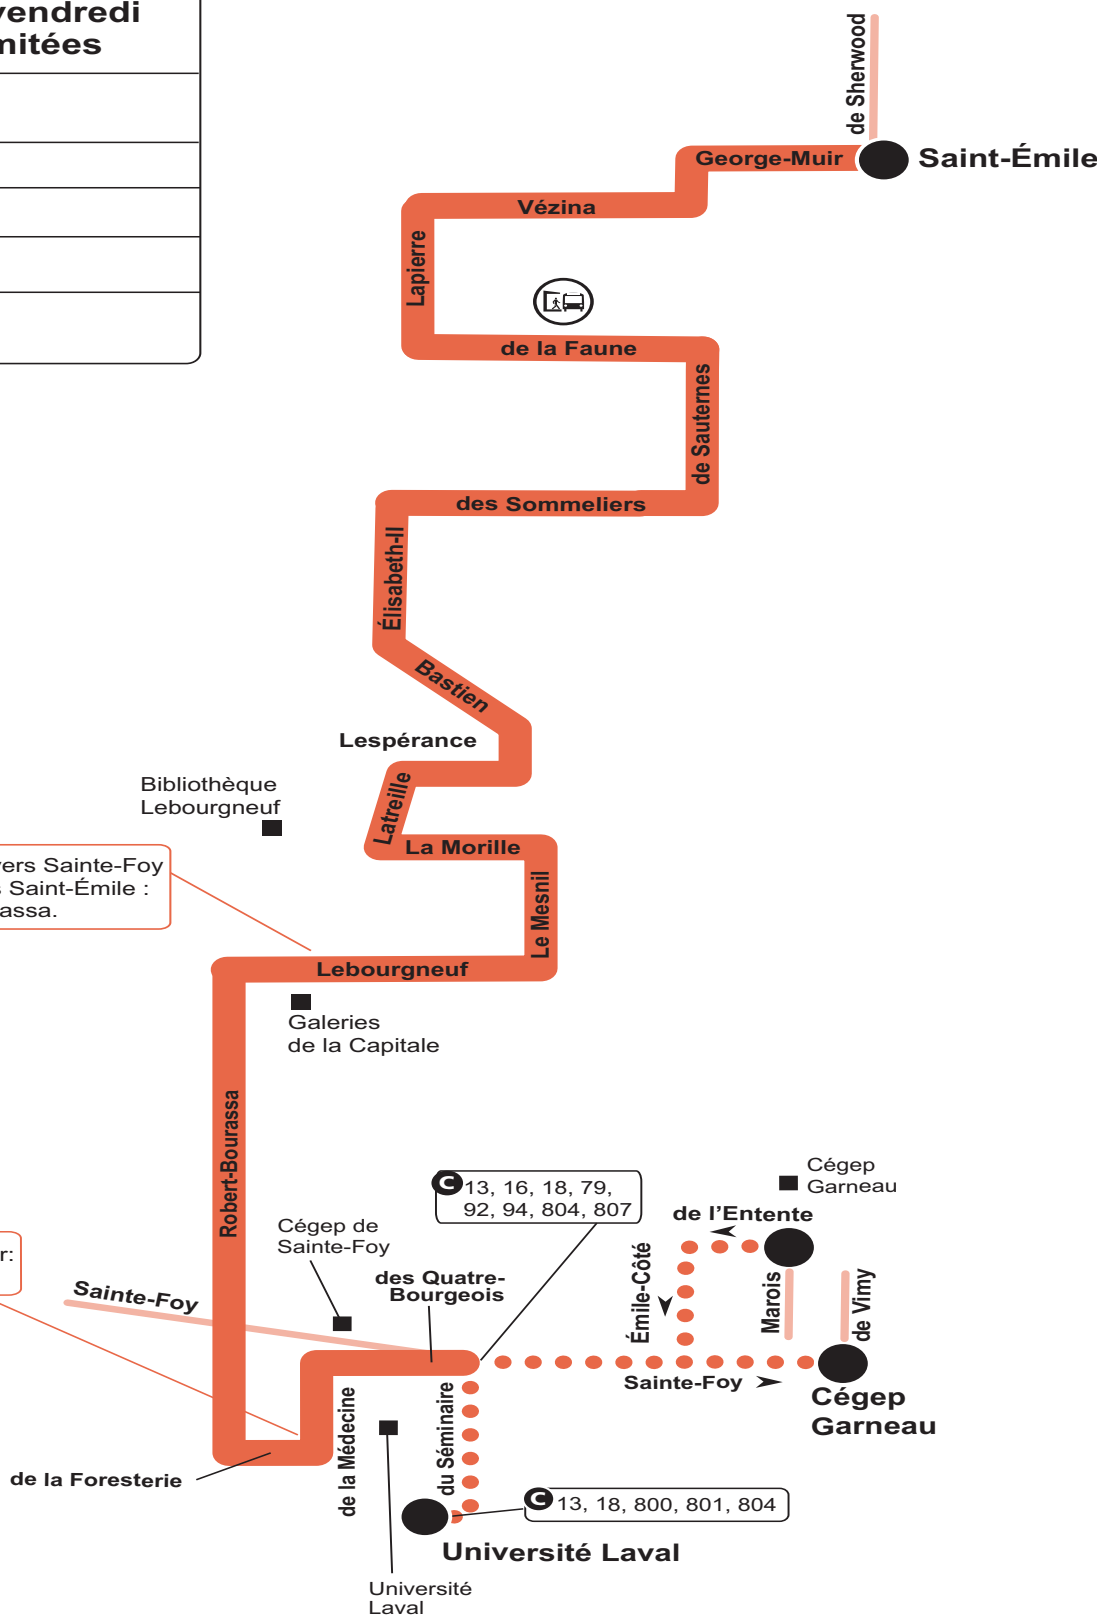 vendredi
mitées
de Sherwood
George-Muir
Saint-Émile
Vézina
Lapierre
de la Faune
de Sauternes
des Sommeliers
Élisabeth-II
Bastien
Lespérance
Bibliothèque
Lebourgneuf
Latreille
La Morille
vers Sainte-Foy
s Saint-Émile :
assa.
Le Mesnil
Lebourgneuf
Galeries
de la Capitale
Robert-Bourassa
C 13, 16, 18, 79,
92, 94, 804, 807
Cégep
Garneau
de l'Entente
Cégep de
Sainte-Foy
r:
Sainte-Foy
des Quatre-
Bourgeois
Émile-Côté
Marois
de Vimy
Sainte-Foy
Cégep
Garneau
de la Médecine
du Séminaire
de la Foresterie
C 13, 18, 800, 801, 804
Université Laval
Université
Laval